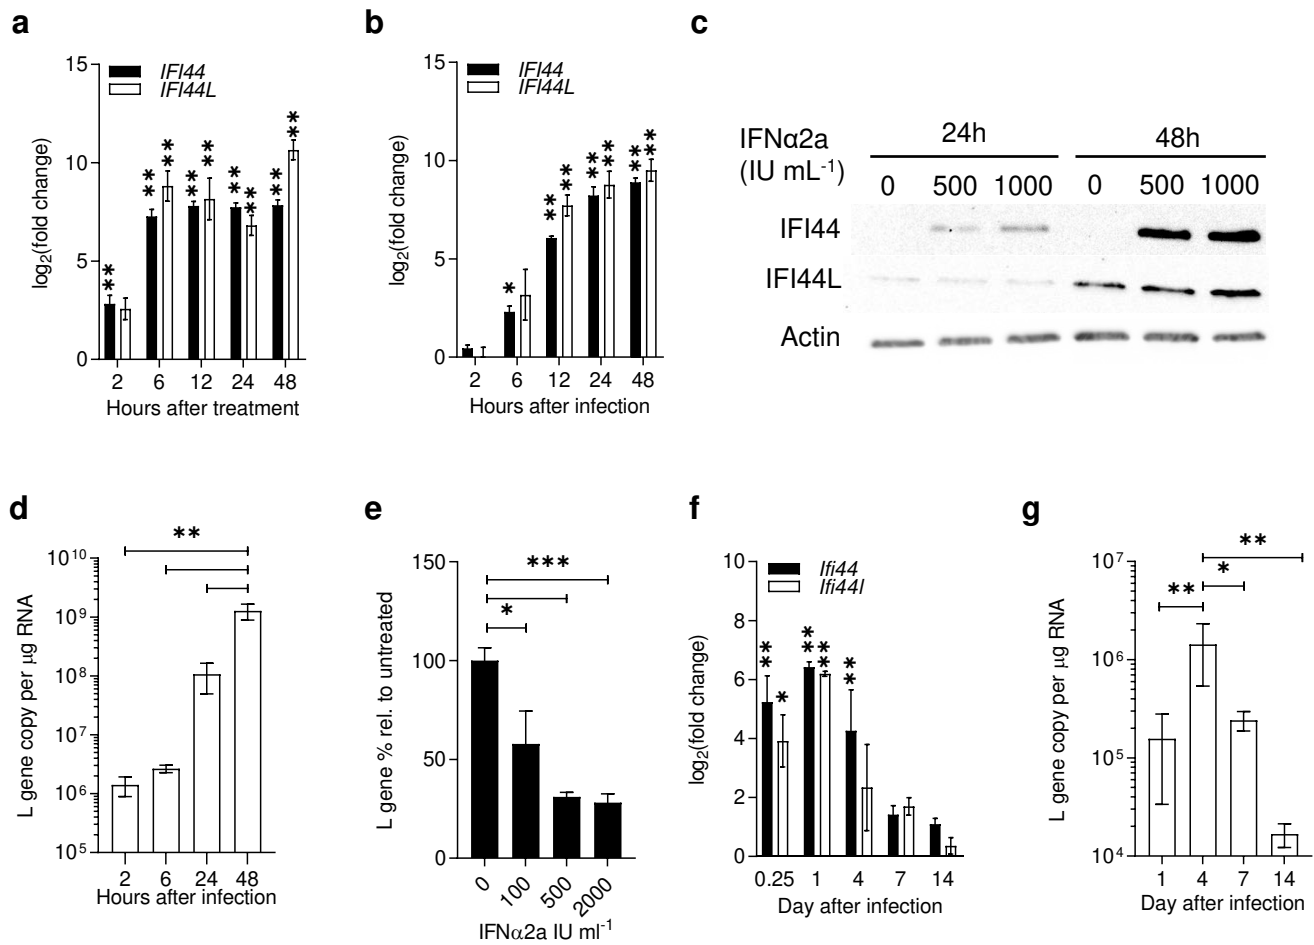 a
15
10
5
0
log₂(fold change)
IFI44
IFI44L
**
**
**
**
**
**
**
**
**
2 6 12 24 48
Hours after treatment
b
15
10
5
0
log₂(fold change)
IFI44
IFI44L
*
**
**
**
**
**
**
2 6 12 24 48
Hours after infection
c
IFNα2a
(IU mL⁻¹)
24h 48h
0 500 1000 0 500 1000
IFI44
IFI44L
Actin
d
10¹⁰
10⁹
10⁸
10⁷
10⁶
10⁵
L gene copy per µg RNA
**
2 6 24 48
Hours after infection
e
150
100
50
0
L gene % rel. to untreated
***
*
0 100 500 2000
IFNα2a IU ml⁻¹
f
10
8
6
4
2
0
log₂(fold change)
Ifi44
Ifi44l
**
*
**
**
**
0.25 1 4 7 14
Day after infection
g
10⁷
10⁶
10⁵
10⁴
L gene copy per µg RNA
**
*
**
1 4 7 14
Day after infection